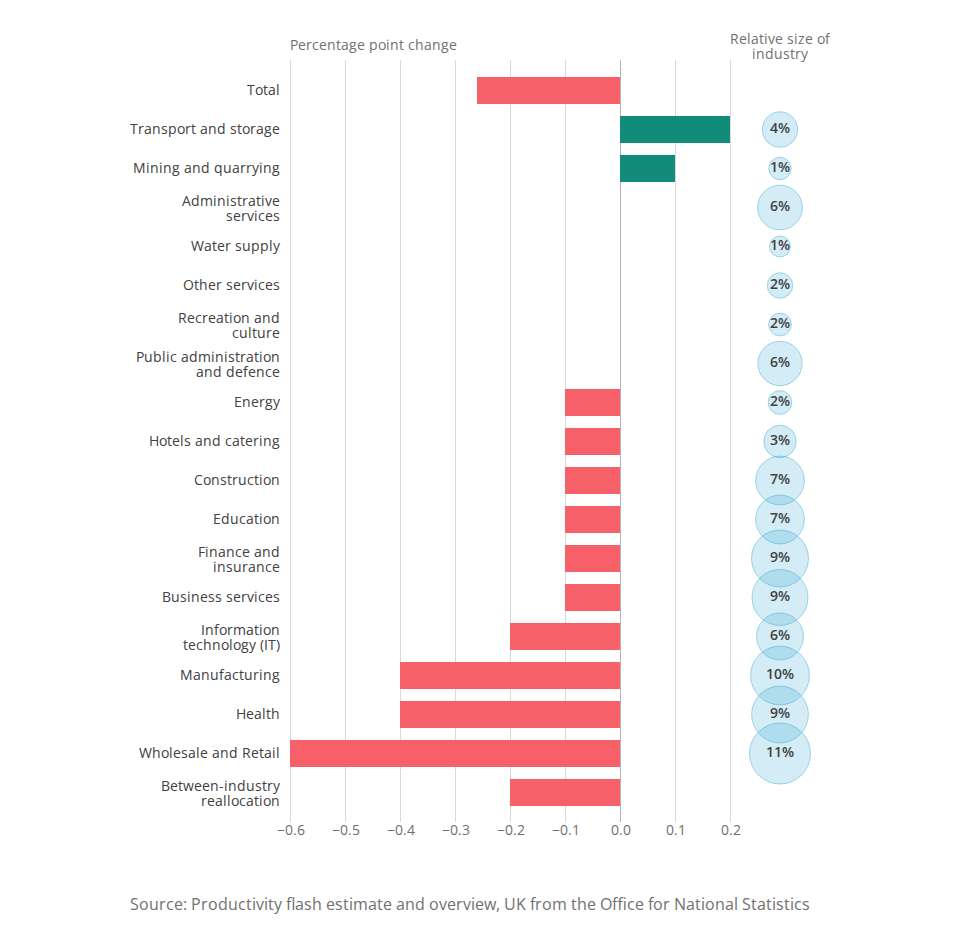 Percentage point change
Relative size of
industry
Total
Transport and storage
4%
Mining and quarrying
1%
Administrative
services
6%
Water supply
1%
Other services
2%
Recreation and
culture
2%
Public administration
and defence
6%
Energy
2%
Hotels and catering
3%
Construction
7%
Education
7%
Finance and
insurance
9%
Business services
9%
Information
technology (IT)
6%
Manufacturing
10%
Health
9%
Wholesale and Retail
11%
Between-industry
reallocation
−0.6 −0.5 −0.4 −0.3 −0.2 −0.1 0.0 0.1 0.2
Source: Productivity flash estimate and overview, UK from the Office for National Statistics